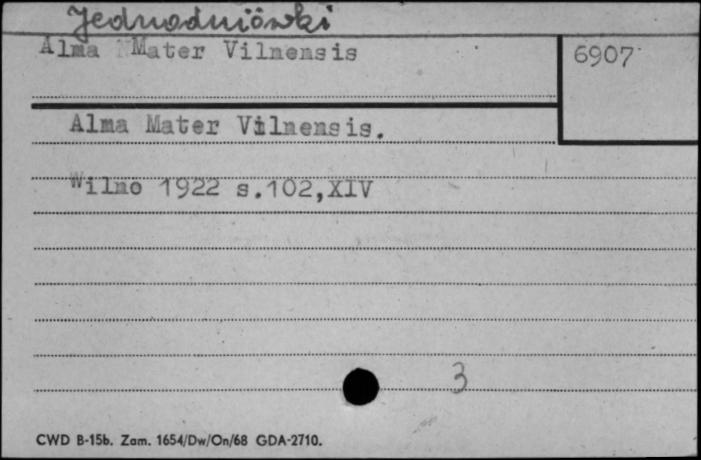 Jednodniówki
Alma Mater Vilnensis
6907
Alma Mater Vilnensis.
Wilno 1922 s.102,XIV
3
CWD B-15b. Zam. 1654/Dw/On/68 GDA-2710.